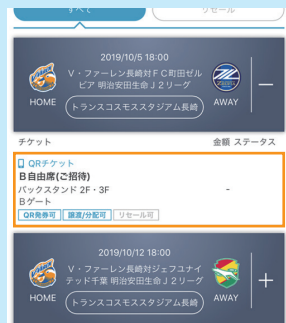 すべて
リセール
2019/10/5 18:00
V・ファーレン長崎対FC町田ゼル
ビア 明治安田生命J2リーグ
HOME
トランスコスモススタジアム長崎
AWAY
チケット
金額 ステータス
QRチケット
B自由席(ご招待)
バックスタンド 2F・3F
-
Bゲート
QR発券可 譲渡/分配可 リセール可
2019/10/12 18:00
V・ファーレン長崎対ジェフユナイ
テッド千葉 明治安田生命J2リーグ
HOME
トランスコスモススタジアム長崎
AWAY